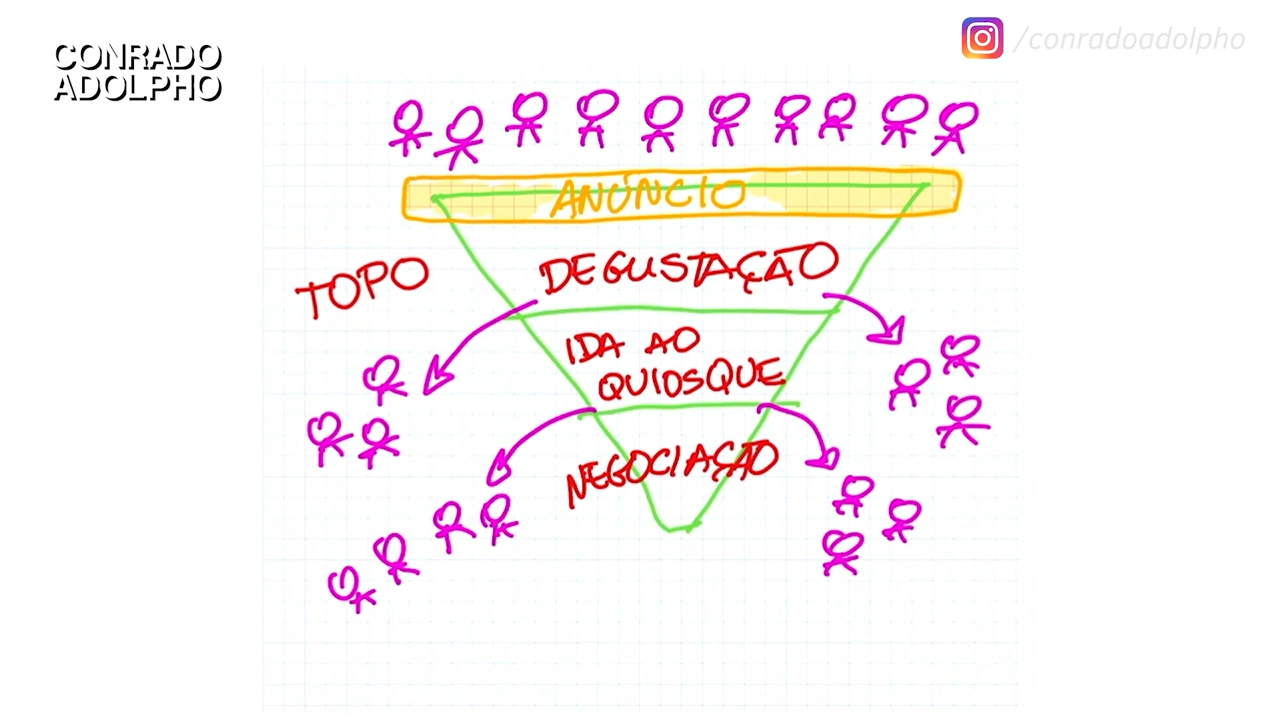 CONRADO
ADOLPHO
/conradoadolpho
ANÚNCIO
TOPO
DEGUSTAÇÃO
IDA AO
QUIOSQUE
NEGOCIAÇÃO